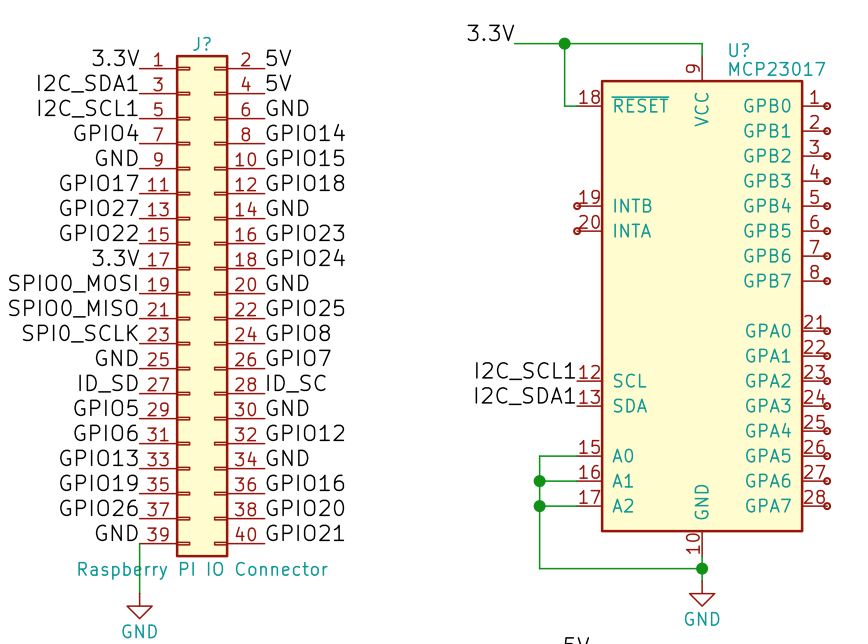 J?
3.3V 1 2 5V
I2C_SDA1 3 4 5V
I2C_SCL1 5 6 GND
GPIO4 7 8 GPIO14
GND 9 10 GPIO15
GPIO17 11 12 GPIO18
GPIO27 13 14 GND
GPIO22 15 16 GPIO23
3.3V 17 18 GPIO24
SPIO0_MOSI 19 20 GND
SPIO0_MISO 21 22 GPIO25
SPI0_SCLK 23 24 GPIO8
GND 25 26 GPIO7
ID_SD 27 28 ID_SC
GPIO5 29 30 GND
GPIO6 31 32 GPIO12
GPIO13 33 34 GND
GPIO19 35 36 GPIO16
GPIO26 37 38 GPIO20
GND 39 40 GPIO21
Raspberry PI IO Connector
GND
3.3V
U?
MCP23017
9
VCC
18 RESET GPB0 1
GPB1 2
GPB2 3
GPB3 4
19 INTB GPB4 5
20 INTA GPB5 6
GPB6 7
GPB7 8
GPA0 21
GPA1 22
I2C_SCL1 12 SCL GPA2 23
I2C_SDA1 13 SDA GPA3 24
GPA4 25
15 A0 GPA5 26
16 A1 GPA6 27
17 A2 GPA7 28
GND
10
GND
5V